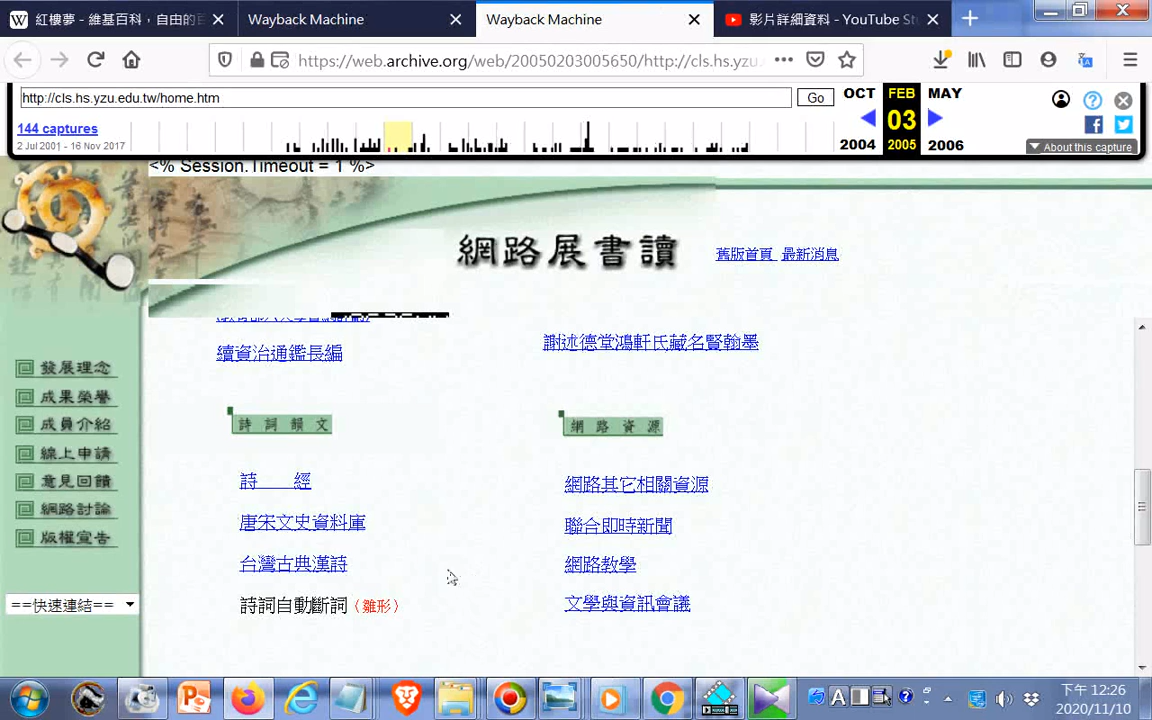 紅樓夢 - 維基百科，自由的百
Wayback Machine
Wayback Machine
影片詳細資料 - YouTube St
https://web.archive.org/web/20050203005650/http://cls.hs.yzu.
http://cls.hs.yzu.edu.tw/home.htm
Go
OCT FEB MAY
144 captures
03
2 Jul 2001 - 16 Nov 2017
2004 2005 2006
About this capture
<% Session.Timeout = 1 %>
網路展書讀
舊版首頁 最新消息
續資治通鑑長編
謝述德堂鴻軒氏藏名賢翰墨
發展理念
成果榮譽
成員介紹
線上申請
意見回饋
網路討論
版權宣告
==快速連結==
詩詞韻文
網路資源
詩 經
網路其它相關資源
唐宋文史資料庫
聯合即時新聞
台灣古典漢詩
網路教學
詩詞自動斷詞（雛形）
文學與資訊會議
下午 12:26
2020/11/10